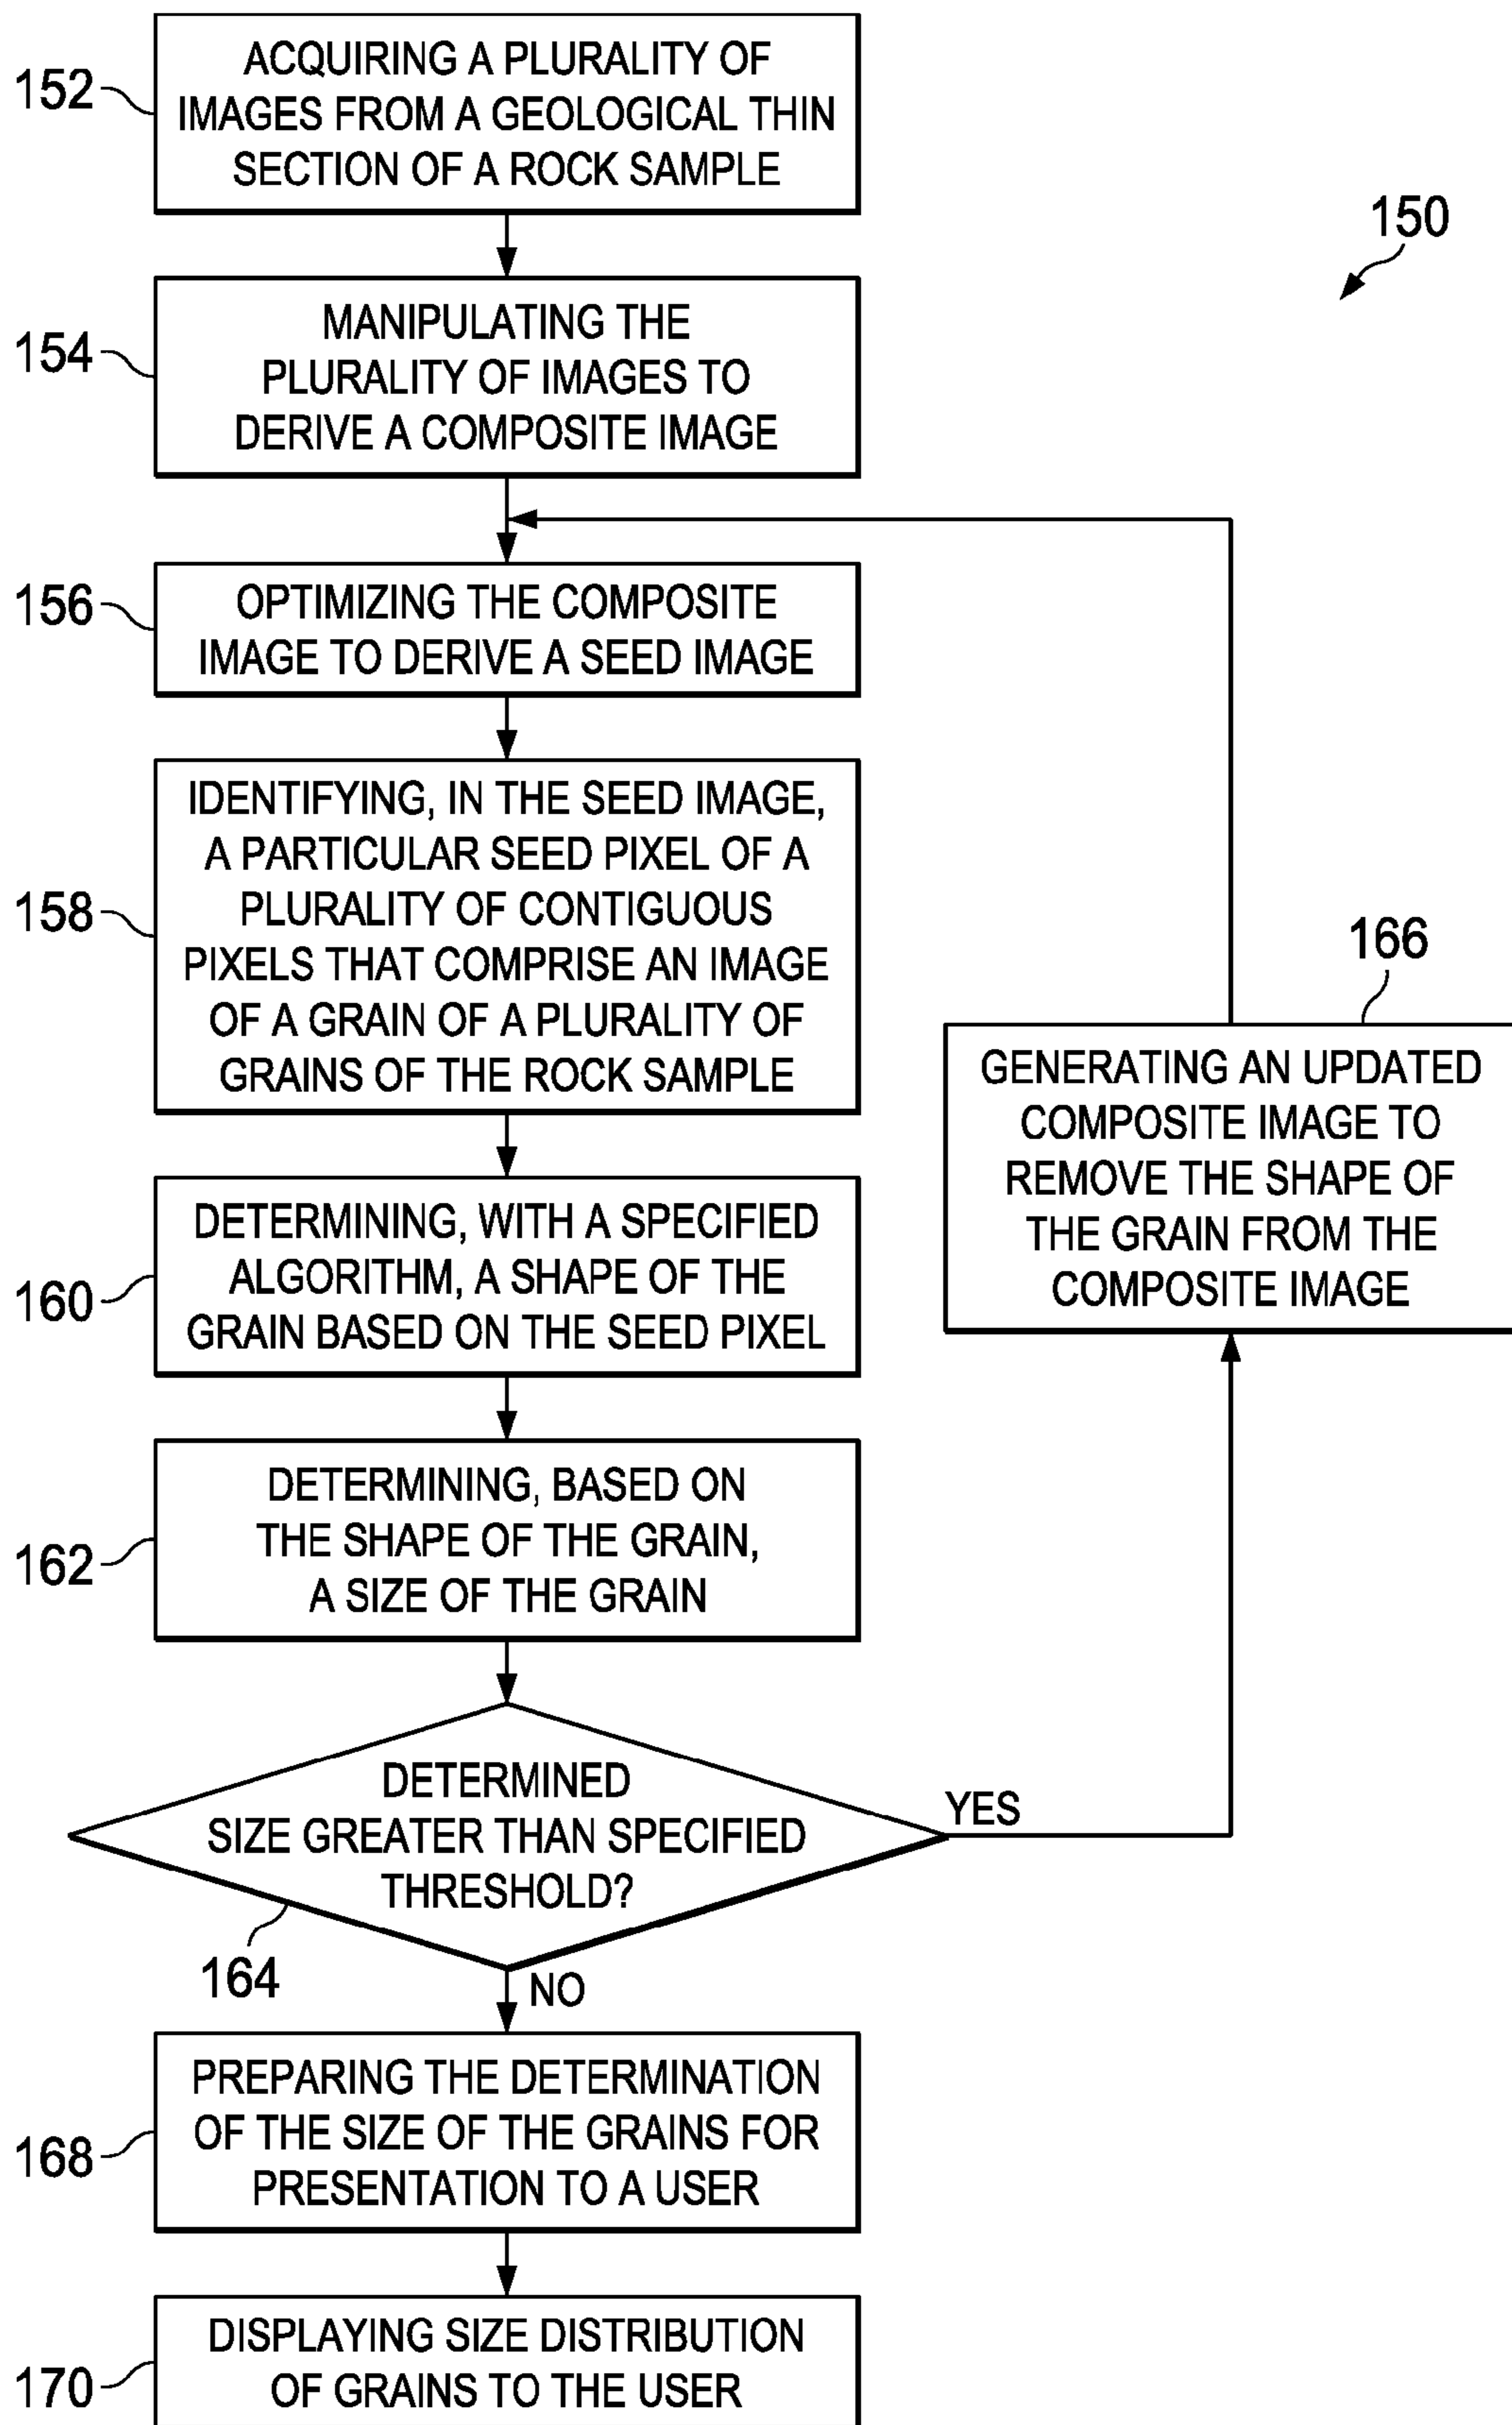 152
ACQUIRING A PLURALITY OF
IMAGES FROM A GEOLOGICAL THIN
SECTION OF A ROCK SAMPLE
150
154
MANIPULATING THE
PLURALITY OF IMAGES TO
DERIVE A COMPOSITE IMAGE
156
OPTIMIZING THE COMPOSITE
IMAGE TO DERIVE A SEED IMAGE
158
IDENTIFYING, IN THE SEED IMAGE,
A PARTICULAR SEED PIXEL OF A
PLURALITY OF CONTIGUOUS
PIXELS THAT COMPRISE AN IMAGE
OF A GRAIN OF A PLURALITY OF
GRAINS OF THE ROCK SAMPLE
166
GENERATING AN UPDATED
COMPOSITE IMAGE TO
REMOVE THE SHAPE OF
THE GRAIN FROM THE
COMPOSITE IMAGE
160
DETERMINING, WITH A SPECIFIED
ALGORITHM, A SHAPE OF THE
GRAIN BASED ON THE SEED PIXEL
162
DETERMINING, BASED ON
THE SHAPE OF THE GRAIN,
A SIZE OF THE GRAIN
DETERMINED
SIZE GREATER THAN SPECIFIED
THRESHOLD?
YES
164
NO
168
PREPARING THE DETERMINATION
OF THE SIZE OF THE GRAINS FOR
PRESENTATION TO A USER
170
DISPLAYING SIZE DISTRIBUTION
OF GRAINS TO THE USER